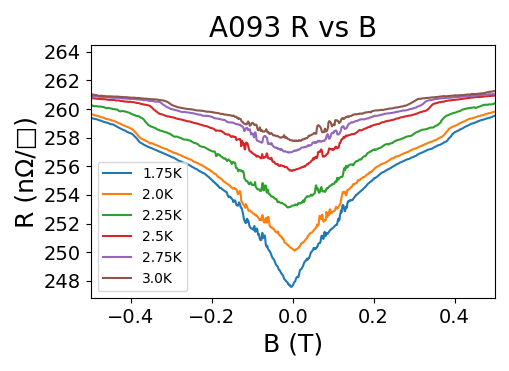 A093 R vs B
264
262
260
258
256
254
252
250
248
R (nΩ/□)
1.75K
2.0K
2.25K
2.5K
2.75K
3.0K
−0.4 −0.2 0.0 0.2 0.4
B (T)